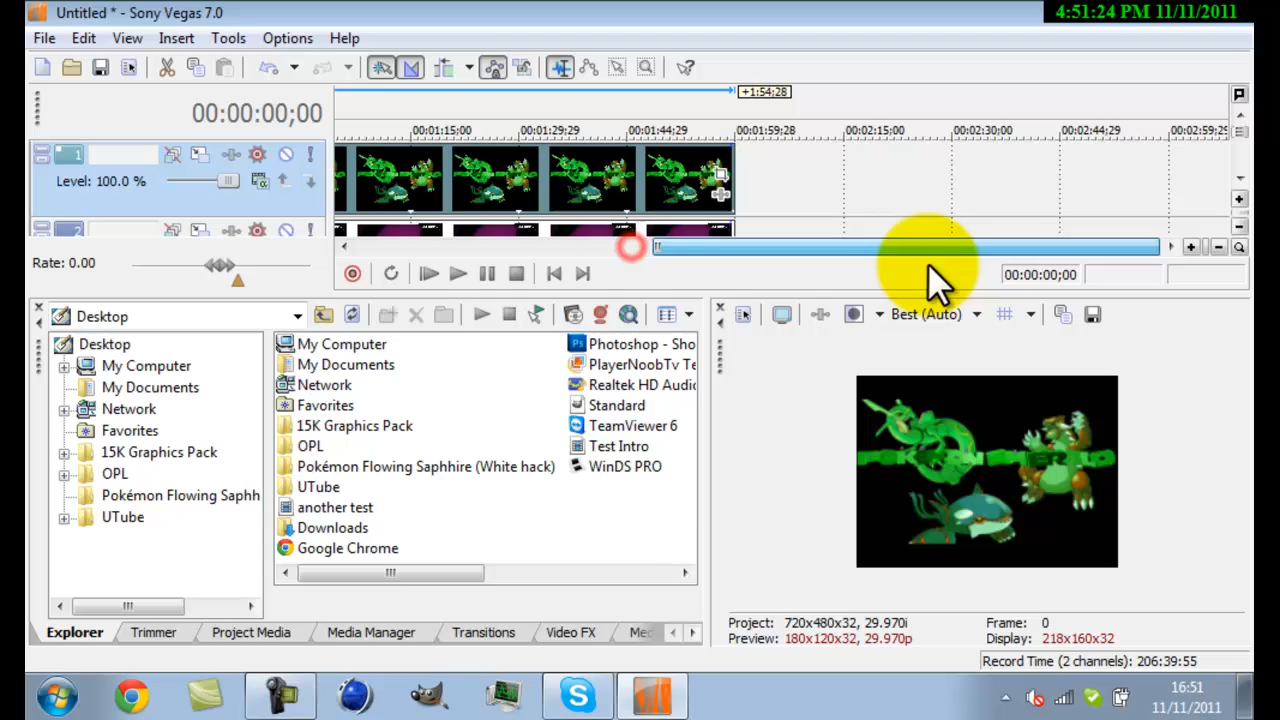 Untitled * - Sony Vegas 7.0
4:51:24 PM 11/11/2011
File Edit View Insert Tools Options Help
00:00:00;00
+1:54;28
00:01:15;00 00:01:29;29 00:01:44;29 00:01:59;28 00:02:15;00 00:02:30;00 00:02:44;29 00:02:59;29
1
Level: 100.0 %
2
Rate: 0.00
00:00:00;00
Desktop
Best (Auto)
Desktop
My Computer
My Documents
Network
Favorites
15K Graphics Pack
OPL
Pokémon Flowing Saphh
UTube
My Computer
My Documents
Network
Favorites
15K Graphics Pack
OPL
Pokémon Flowing Saphhire (White hack)
UTube
another test
Downloads
Google Chrome
Photoshop - Sho
PlayerNoobTv Te
Realtek HD Audi
Standard
TeamViewer 6
Test Intro
WinDS PRO
Explorer Trimmer Project Media Media Manager Transitions Video FX Me
Project: 720x480x32, 29.970i
Preview: 180x120x32, 29.970p
Frame: 0
Display: 218x160x32
Record Time (2 channels): 206:39:55
16:51
11/11/2011